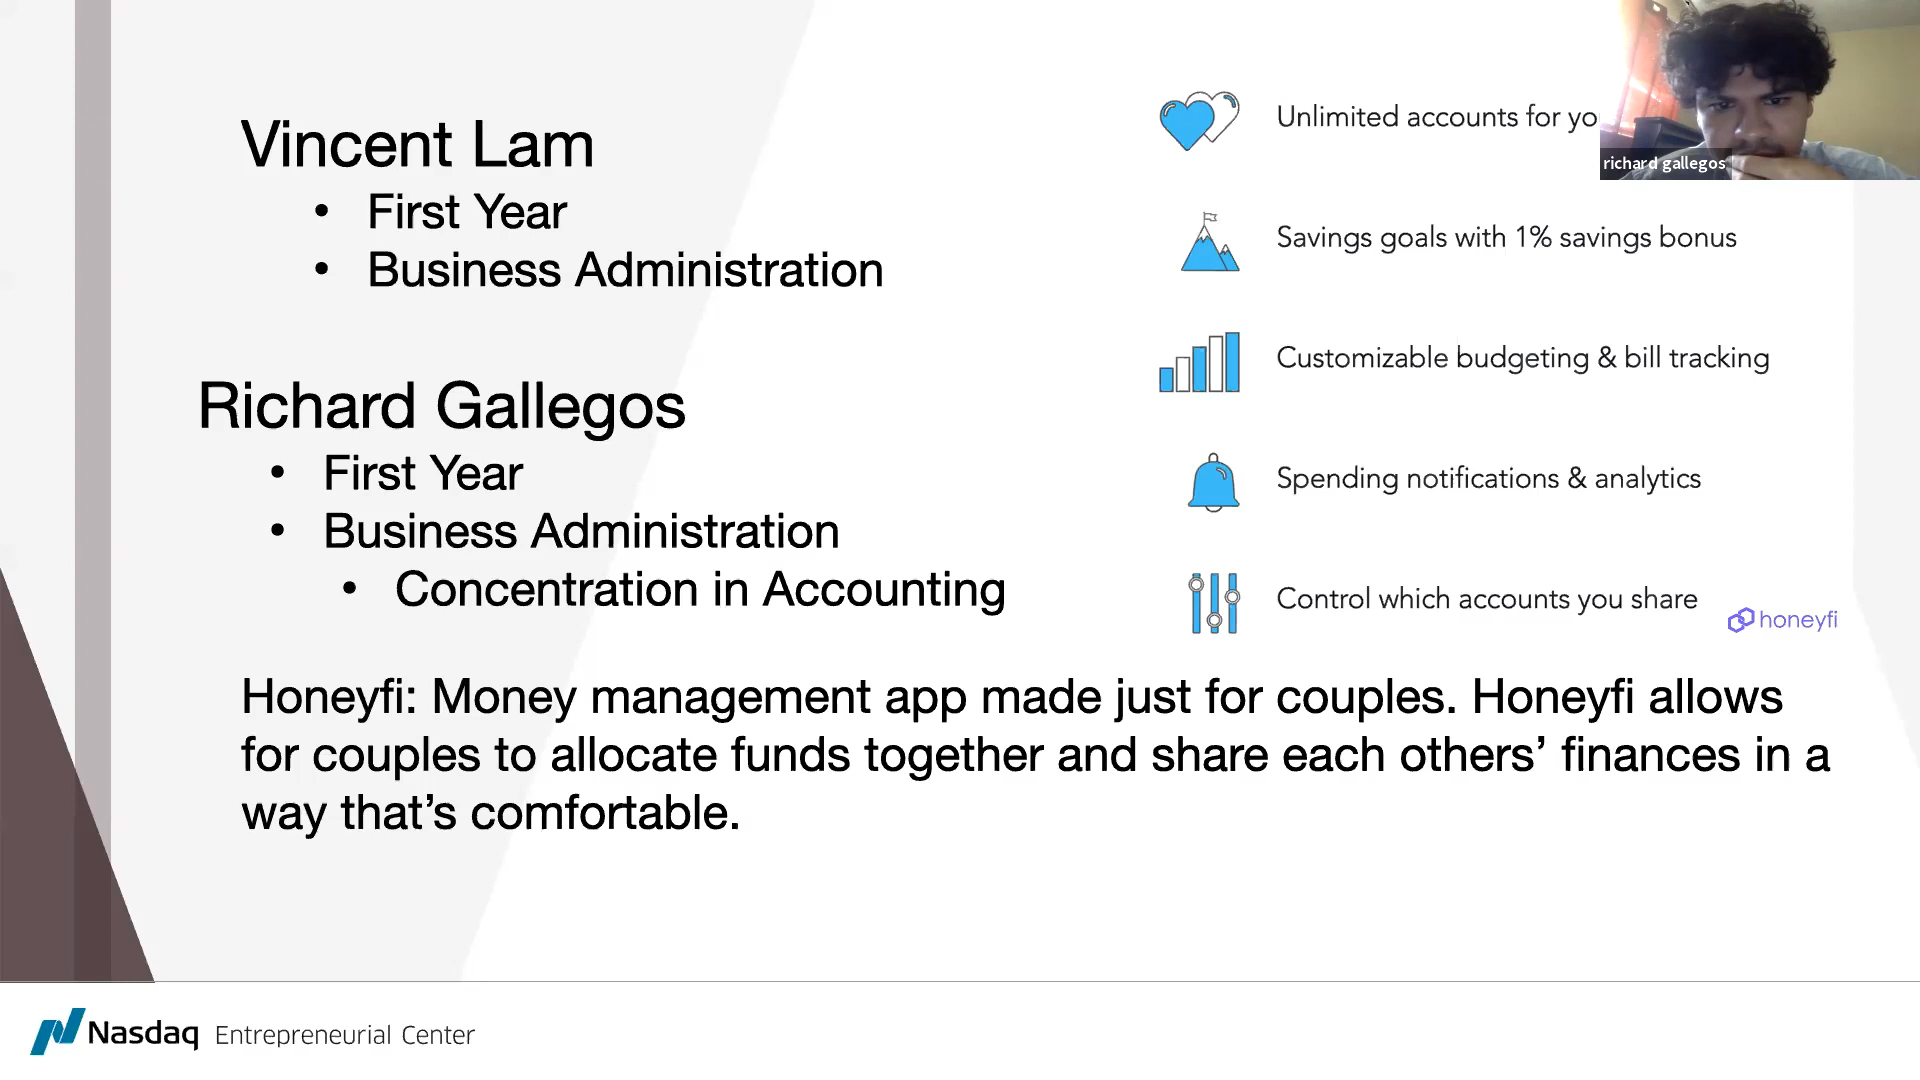 Vincent Lam
• First Year
• Business Administration
Richard Gallegos
• First Year
• Business Administration
• Concentration in Accounting
Unlimited accounts for yo
richard gallegos
Savings goals with 1% savings bonus
Customizable budgeting & bill tracking
Spending notifications & analytics
Control which accounts you share
honeyfi
Honeyfi: Money management app made just for couples. Honeyfi allows
for couples to allocate funds together and share each others’ finances in a
way that’s comfortable.
Nasdaq Entrepreneurial Center